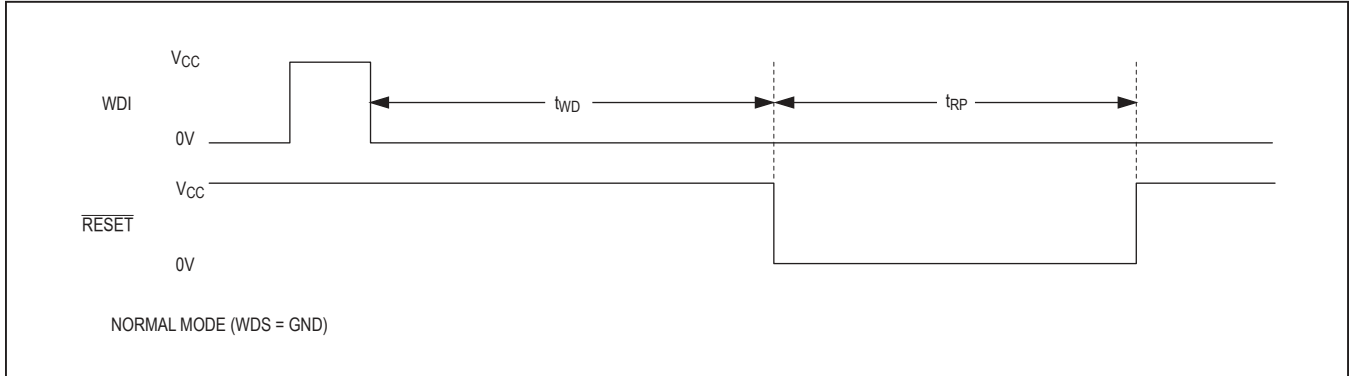 VCC
WDI
tWD
tRP
0V
VCC
RESET
0V
NORMAL MODE (WDS = GND)